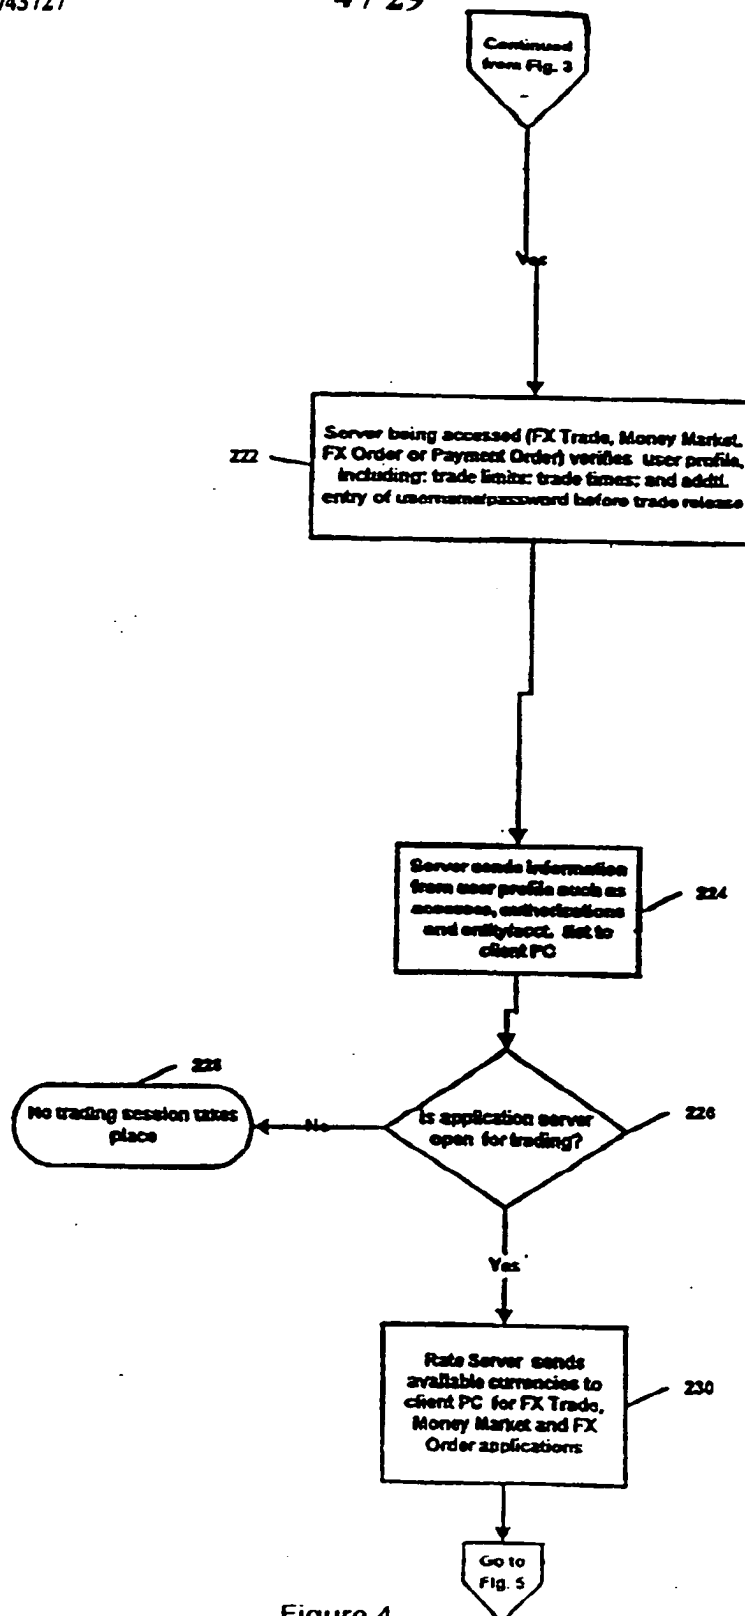 4 / 29
Continued
from Fig. 3
Yes
222
Server being accessed (FX Trade, Money Market,
FX Order or Payment Order) verifies user profile,
including: trade limits; trade times; and addtl.
entry of username/password before trade release
Server sends information
from user profile such as
accesses, authorizations
and entity/acct. list to
client PC
224
228
No trading session takes
place
No
Is application server
open for trading?
226
Yes
Rate Server sends
available currencies to
client PC for FX Trade,
Money Market and FX
Order applications
230
Go to
Fig. 5
Figure 4